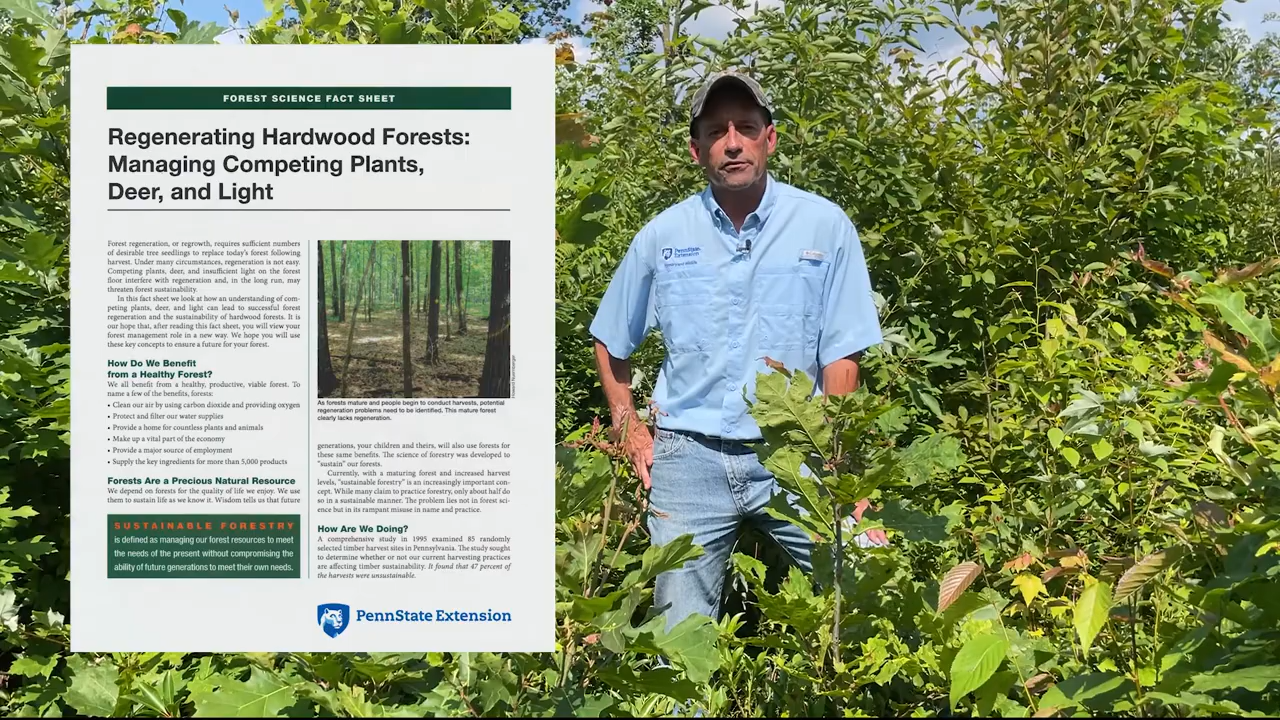 FOREST SCIENCE FACT SHEET
Regenerating Hardwood Forests:
Managing Competing Plants,
Deer, and Light
Forest regeneration, or regrowth, requires sufficient numbers
of desirable tree seedlings to replace today's forest following
harvest. Under many circumstances, regeneration is not easy.
Competing plants, deer, and insufficient light on the forest
floor interfere with regeneration and, in the long run, may
threaten forest sustainability.
In this fact sheet we look at how an understanding of com-
peting plants, deer, and light can lead to successful forest
regeneration and the sustainability of hardwood forests. It is
our hope that, after reading this fact sheet, you will view your
forest management role in a new way. We hope you will use
these key concepts to ensure a future for your forest.
How Do We Benefit
from a Healthy Forest?
We all benefit from a healthy, productive, viable forest. To
name a few of the benefits, forests:
• Clean our air by using carbon dioxide and providing oxygen
• Protect and filter our water supplies
• Provide a home for countless plants and animals
• Make up a vital part of the economy
• Provide a major source of employment
• Supply the key ingredients for more than 5,000 products
Forests Are a Precious Natural Resource
We depend on forests for the quality of life we enjoy. We use
them to sustain life as we know it. Wisdom tells us that future
SUSTAINABLE FORESTRY
is defined as managing our forest resources to meet
the needs of the present without compromising the
ability of future generations to meet their own needs.
As forests mature and people begin to conduct harvests, potential
regeneration problems need to be identified. This mature forest
clearly lacks regeneration.
generations, your children and theirs, will also use forests for
these same benefits. The science of forestry was developed to
"sustain" our forests.
Currently, with a maturing forest and increased harvest
levels, "sustainable forestry" is an increasingly important con-
cept. While many claim to practice forestry, only about half do
so in a sustainable manner. The problem lies not in forest sci-
ence but in its rampant misuse in name and practice.
How Are We Doing?
A comprehensive study in 1995 examined 85 randomly
selected timber harvest sites in Pennsylvania. The study sought
to determine whether or not our current harvesting practices
are affecting timber sustainability. It found that 47 percent of
the harvests were unsustainable.
PennState Extension
PennState
Extension